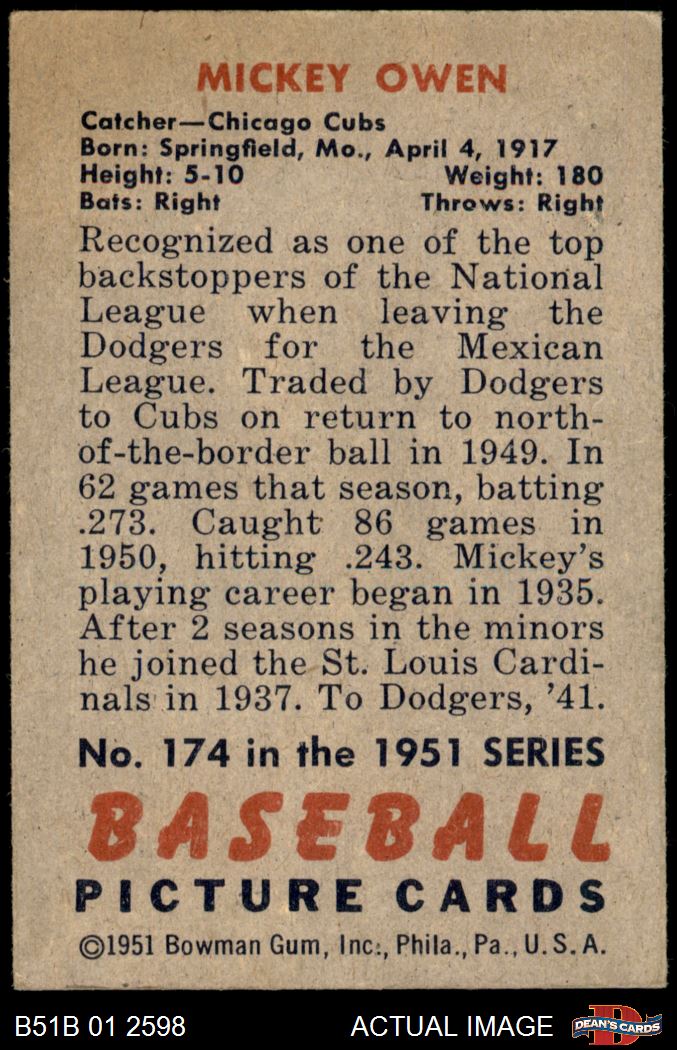 MICKEY OWEN
Catcher—Chicago Cubs
Born: Springfield, Mo., April 4, 1917
Height: 5-10 Weight: 180
Bats: Right Throws: Right
Recognized as one of the top
backstoppers of the National
League when leaving the
Dodgers for the Mexican
League. Traded by Dodgers
to Cubs on return to north-
of-the-border ball in 1949. In
62 games that season, batting
.273. Caught 86 games in
1950, hitting .243. Mickey's
playing career began in 1935.
After 2 seasons in the minors
he joined the St. Louis Cardi-
nals in 1937. To Dodgers, '41.
No. 174 in the 1951 SERIES
BASEBALL
PICTURE CARDS
©1951 Bowman Gum, Inc., Phila., Pa., U.S.A.
B51B 01 2598 ACTUAL IMAGE D DEAN'S CARDS